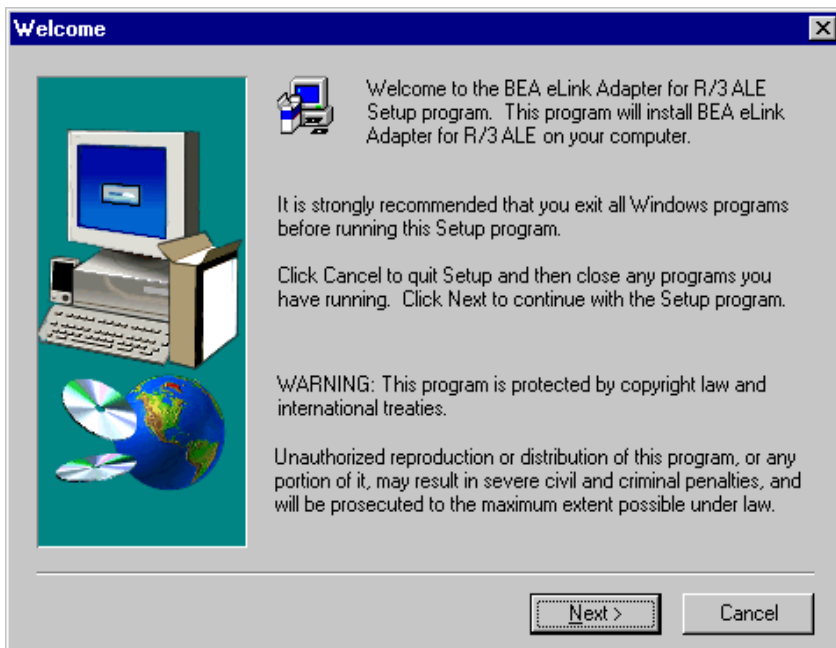 Welcome
Welcome to the BEA eLink Adapter for R/3 ALE
Setup program.  This program will install BEA eLink
Adapter for R/3 ALE on your computer.
It is strongly recommended that you exit all Windows programs
before running this Setup program.
Click Cancel to quit Setup and then close any programs you
have running.  Click Next to continue with the Setup program.
WARNING: This program is protected by copyright law and
international treaties.
Unauthorized reproduction or distribution of this program, or any
portion of it, may result in severe civil and criminal penalties, and
will be prosecuted to the maximum extent possible under law.
Next >
Cancel